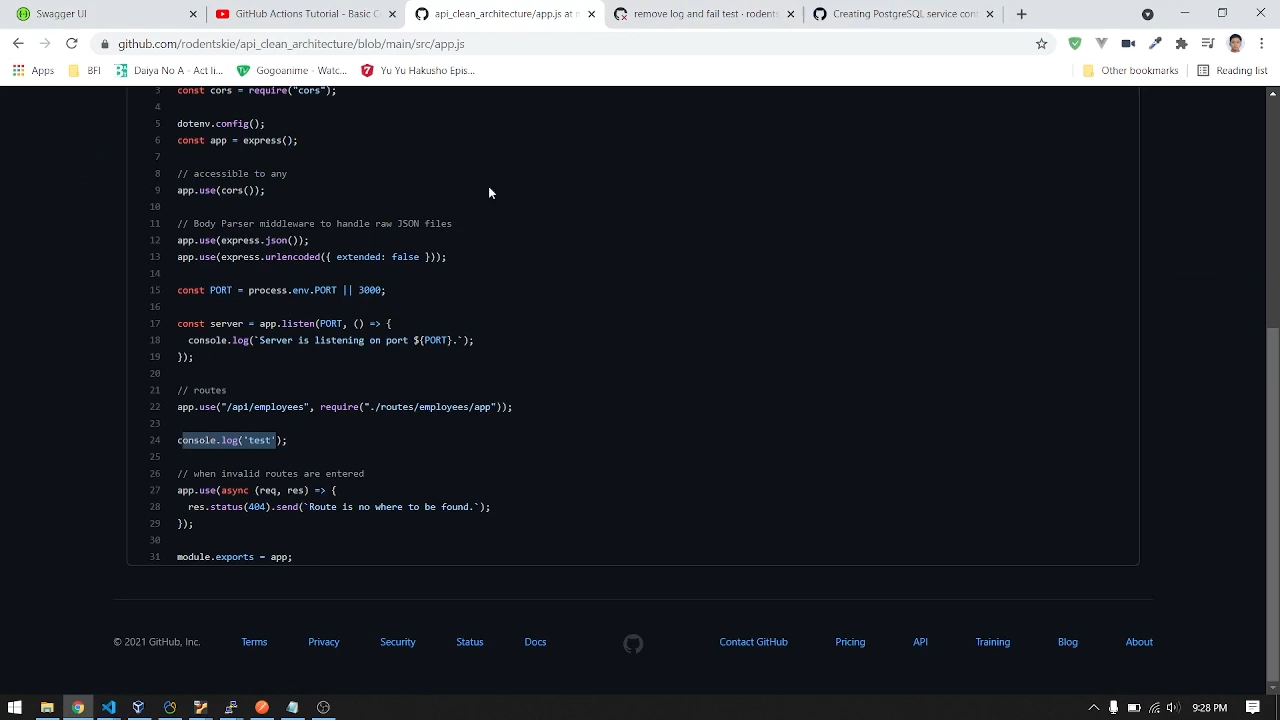 Swagger UI
GitHub Actions Tutorial - Basic C
api_clean_architecture/app.js at m
remove log and fail test · rodents
Creating PostgreSQL service cont
github.com/rodentskie/api_clean_architecture/blob/main/src/app.js
Apps
BFI
Daiya No A - Act li...
Gogoanime - Watc...
Yu Yu Hakusho Epis...
Other bookmarks
Reading list
3 const cors = require("cors");
4
5 dotenv.config();
6 const app = express();
7
8 // accessible to any
9 app.use(cors());
10
11 // Body Parser middleware to handle raw JSON files
12 app.use(express.json());
13 app.use(express.urlencoded({ extended: false }));
14
15 const PORT = process.env.PORT || 3000;
16
17 const server = app.listen(PORT, () => {
18 console.log(`Server is listening on port ${PORT}.`);
19 });
20
21 // routes
22 app.use("/api/employees", require("./routes/employees/app"));
23
24 console.log('test');
25
26 // when invalid routes are entered
27 app.use(async (req, res) => {
28 res.status(404).send(`Route is no where to be found.`);
29 });
30
31 module.exports = app;
© 2021 GitHub, Inc.
Terms
Privacy
Security
Status
Docs
Contact GitHub
Pricing
API
Training
Blog
About
9:28 PM